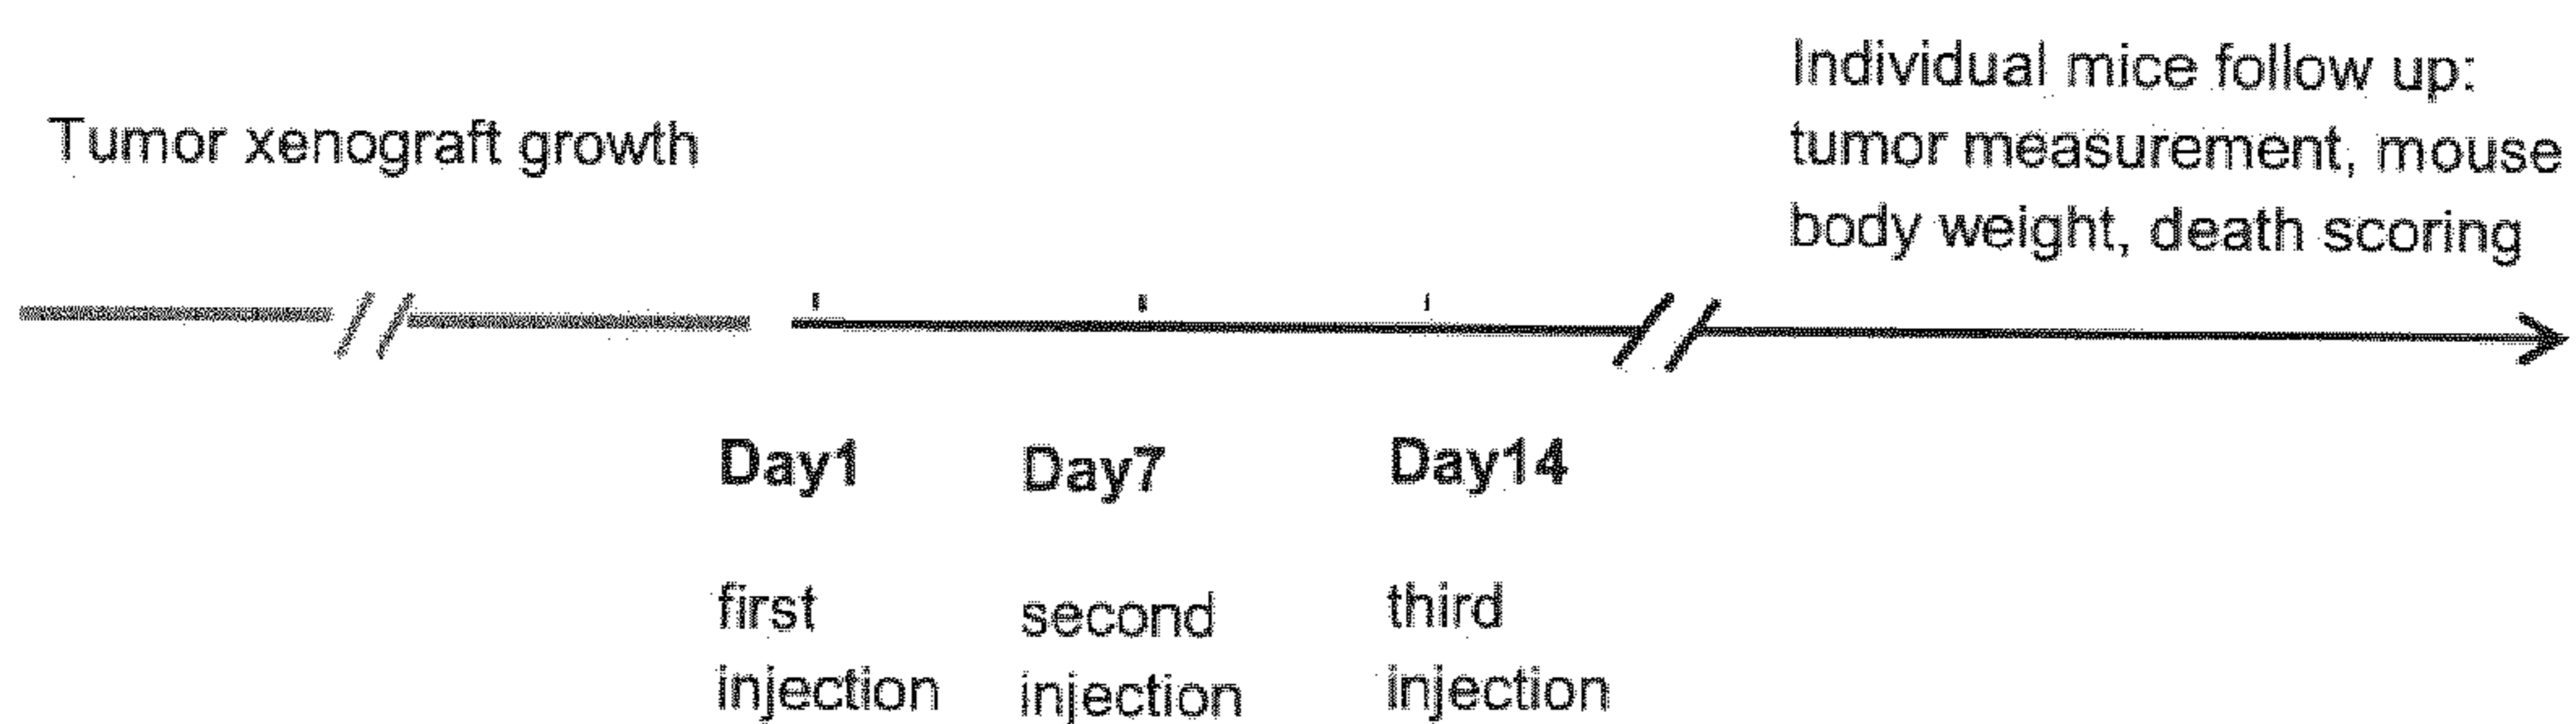 Tumor xenograft growth
Individual mice follow up:
tumor measurement, mouse
body weight, death scoring
Day1
Day7
Day14
first
injection
second
injection
third
injection